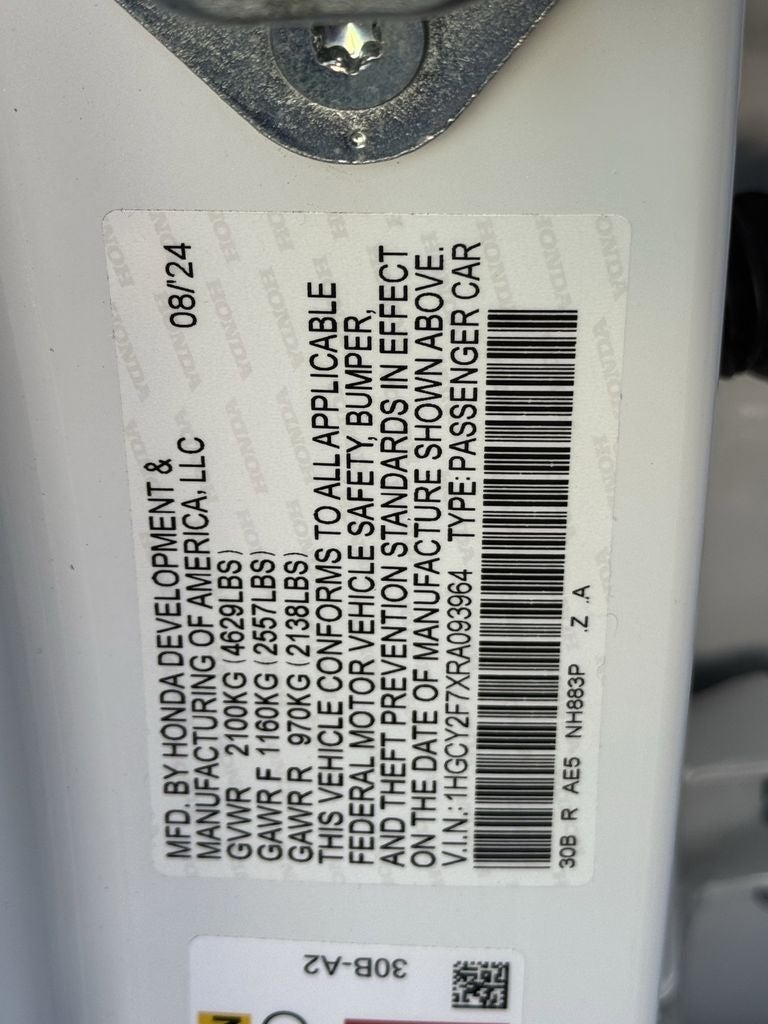 MFD. BY HONDA DEVELOPMENT & 08/'24
MANUFACTURING OF AMERICA, LLC
GVWR 2100KG (4629LBS)
GAWR F 1160KG (2557LBS)
GAWR R 970KG (2138LBS)
THIS VEHICLE CONFORMS TO ALL APPLICABLE
FEDERAL MOTOR VEHICLE SAFETY, BUMPER,
AND THEFT PREVENTION STANDARDS IN EFFECT
ON THE DATE OF MANUFACTURE SHOWN ABOVE.
V.I.N.: 1HGCY2F7XRA093964 TYPE: PASSENGER CAR
30B R AE5 NH883P .Z .A
30B-A2